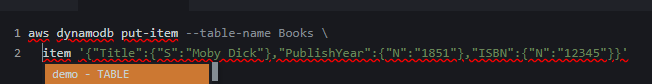 1 aws dynamodb put-item --table-name Books \
2 item '{"Title":{"S":"Moby Dick"},"PublishYear":{"N":"1851"},"ISBN":{"N":"12345"}}'
demo - TABLE